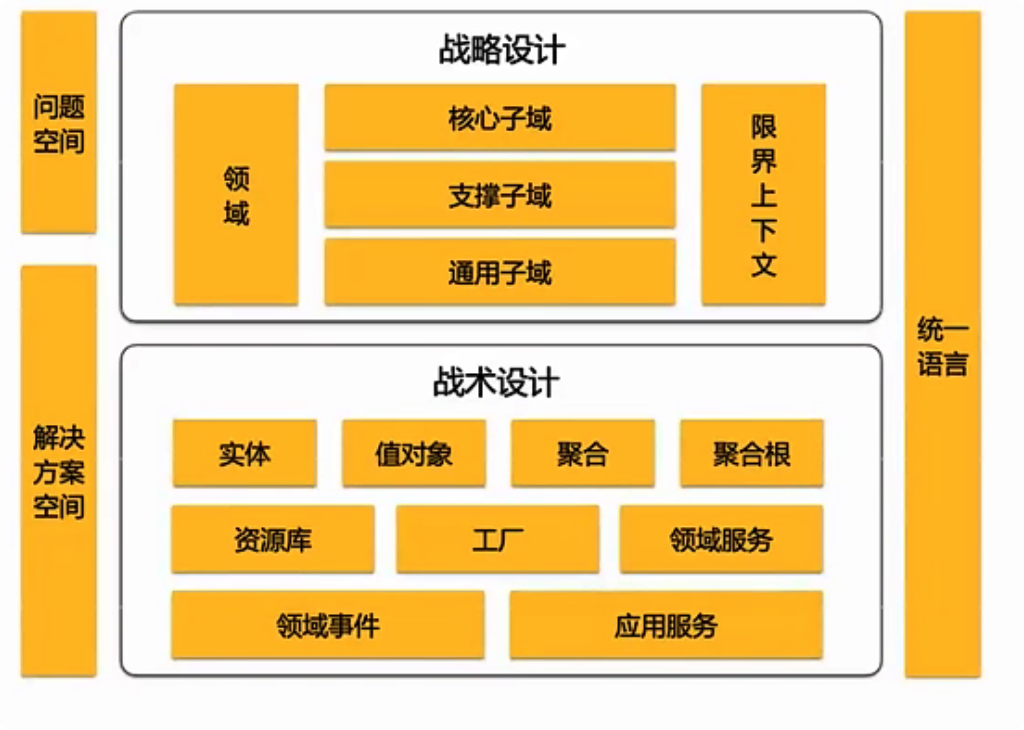 问题
空间
战略设计
领
域
核心子域
支撑子域
通用子域
限
界
上
下
文
解决
方案
空间
战术设计
实体
值对象
聚合
聚合根
资源库
工厂
领域服务
领域事件
应用服务
统一
语言